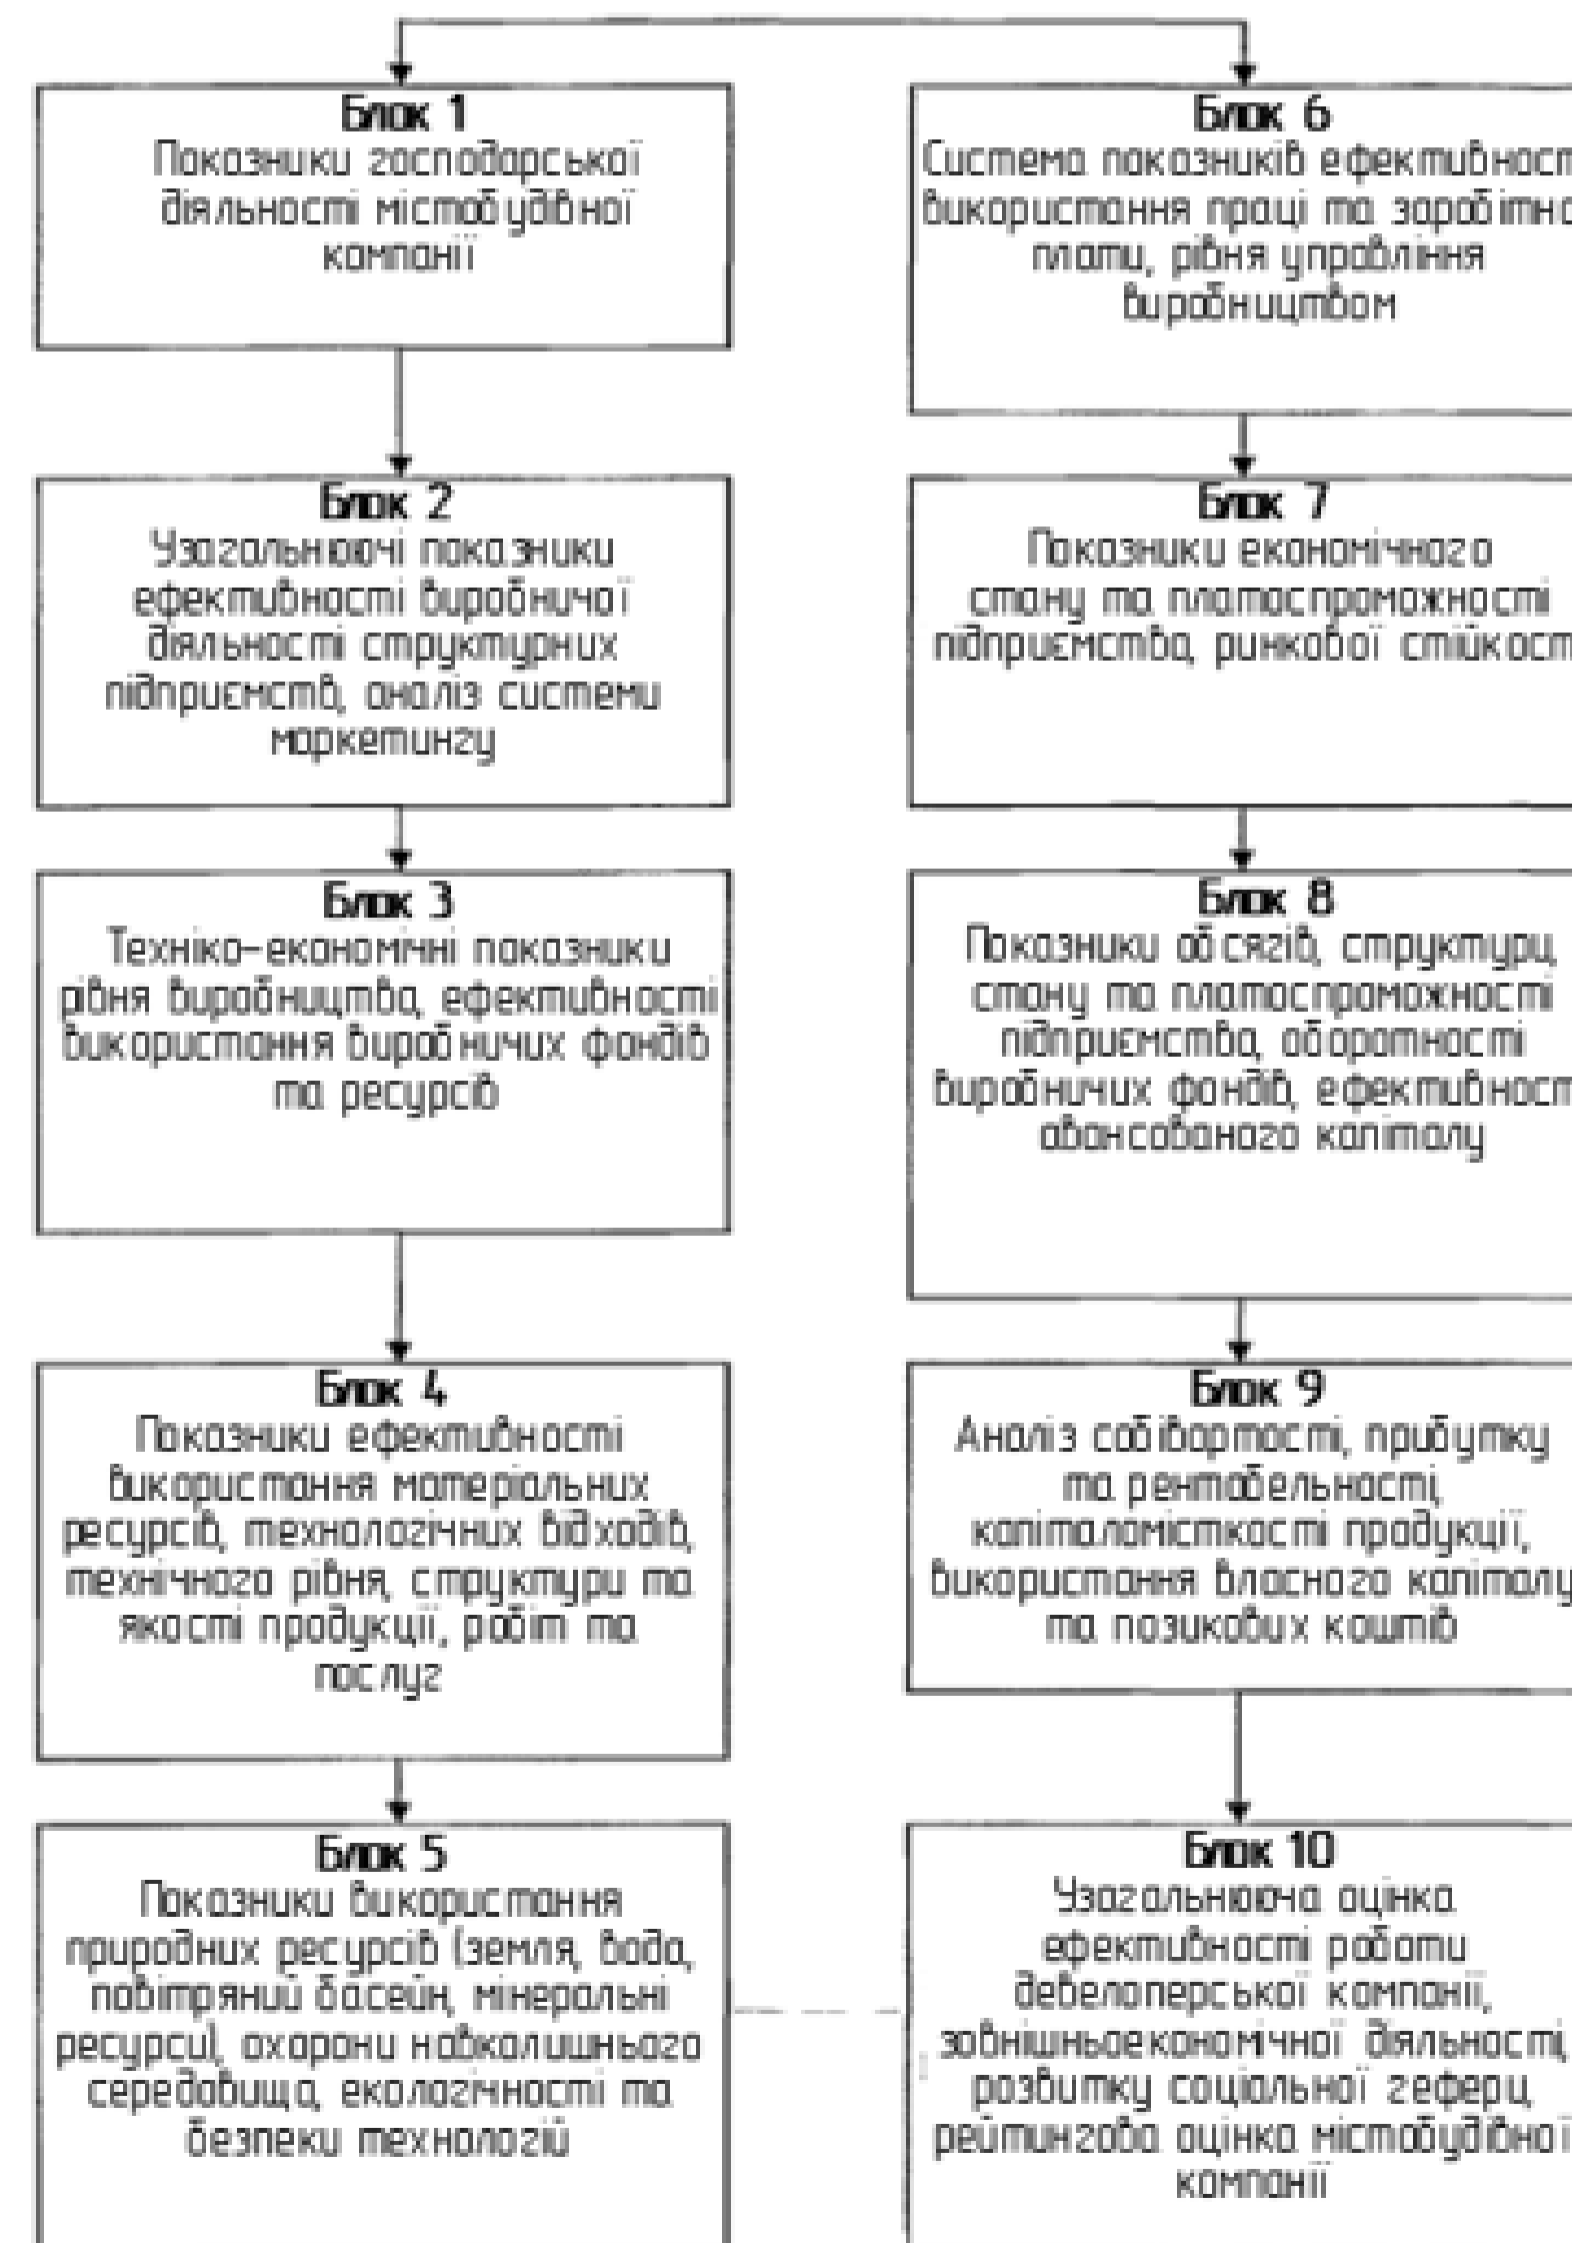 Блок 1
Показники господарської
діяльності містобудівної
компанії
Блок 2
Узагальнюючі показники
ефективності виробничої
діяльності структурних
підприємств, аналіз системи
маркетингу
Блок 3
Техніко-економічні показники
рівня виробництва, ефективності
використання виробничих фондів
та ресурсів
Блок 4
Показники ефективності
використання матеріальних
ресурсів, технологічних відходів,
технічного рівня, структури та
якості продукції, робіт та
послуг
Блок 5
Показники використання
природних ресурсів (земля, вода,
повітряний басейн, мінеральні
ресурси), охорони навколишнього
середовища, екологічності та
безпеки технологій
Блок 6
Система показників ефективност
використання праці та заробітно
плати, рівня управління
виробництвом
Блок 7
Показники економічного
стану та платоспроможності
підприємства, ринкової стійкост
Блок 8
Показники обсягів, структури,
стану та платоспроможності
підприємства, оборотності
виробничих фондів, ефективност
авансованого капіталу
Блок 9
Аналіз собівартості, прибутку
та рентабельності,
капіталомісткості продукції,
використання власного капіталу
та позикових коштів
Блок 10
Узагальнююча оцінка
ефективності роботи
девелоперської компанії,
зовнішньоекономічної діяльності,
розвитку соціальної гефери,
рейтингова оцінка містобудівної
компанії